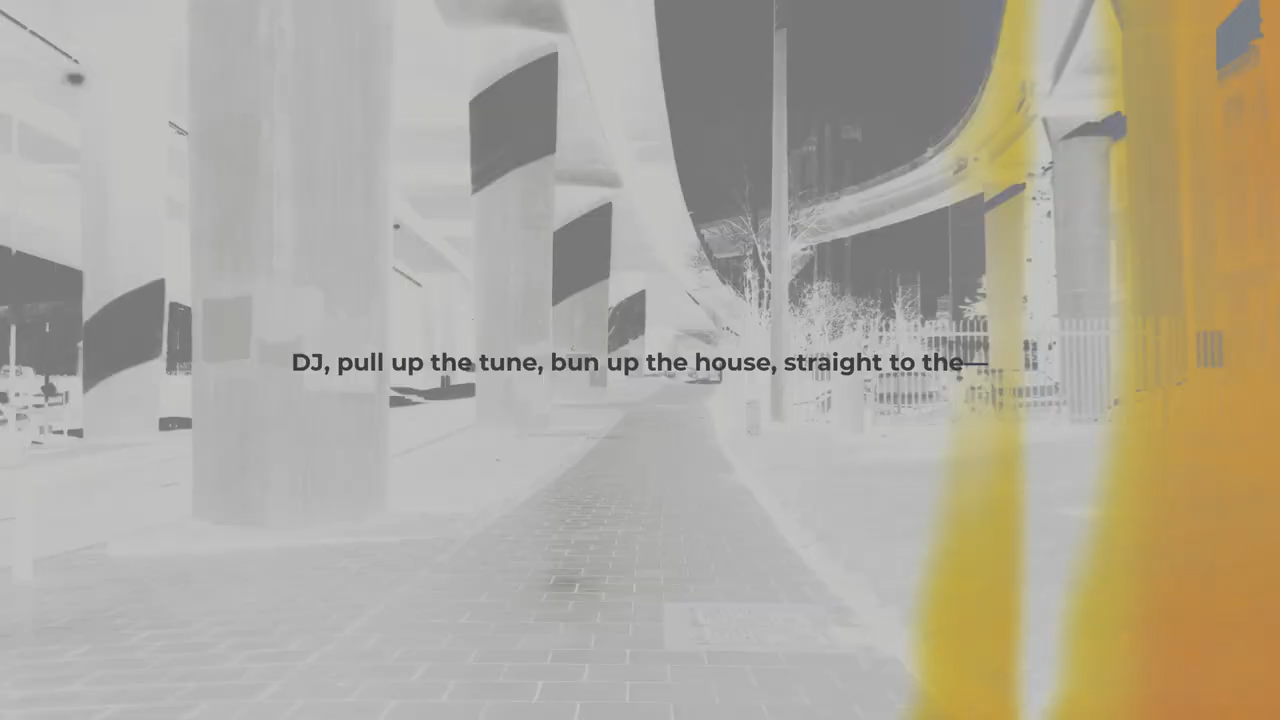 DJ, pull up the tune, bun up the house, straight to the—